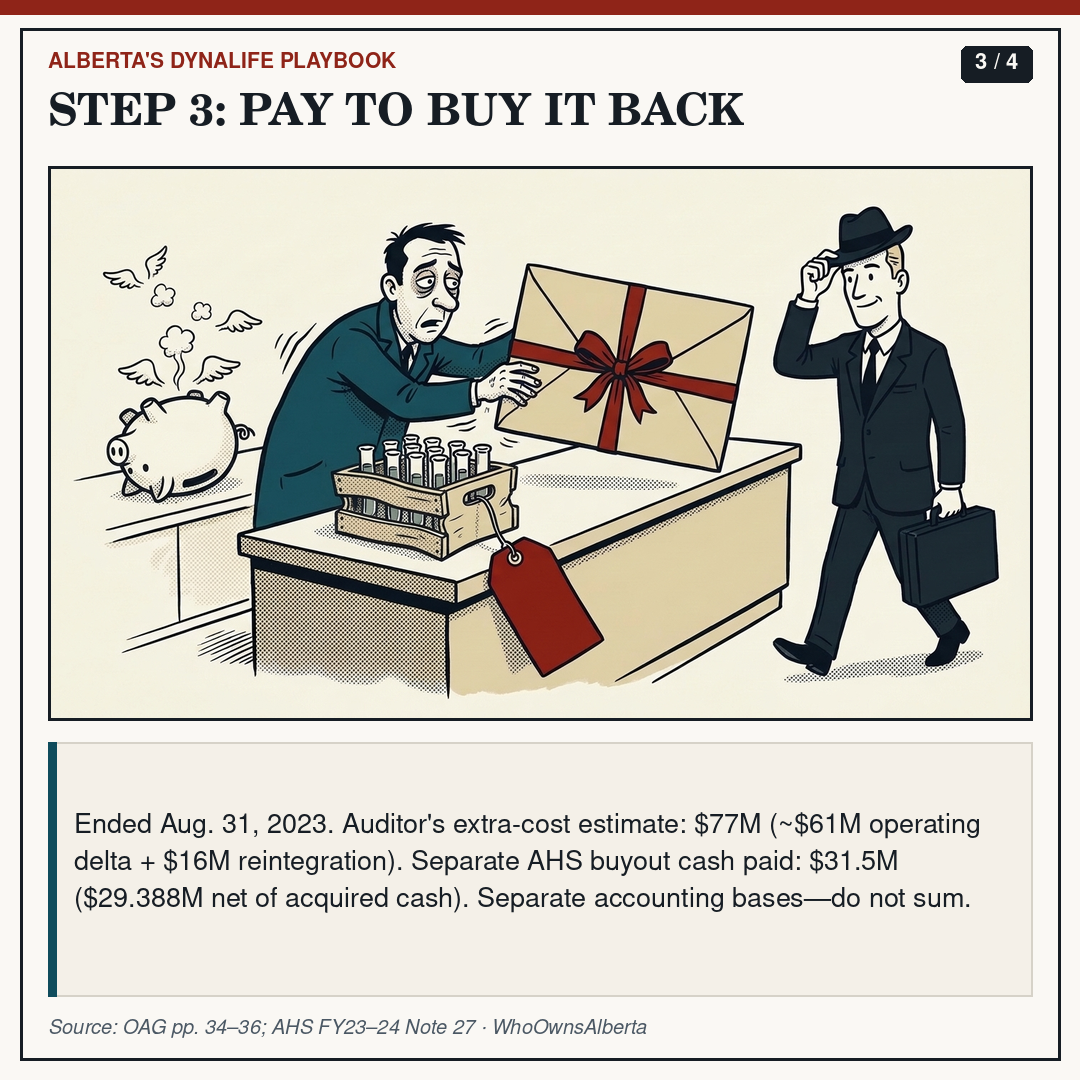 ALBERTA'S DYNALIFE PLAYBOOK
3 / 4
STEP 3: PAY TO BUY IT BACK
Ended Aug. 31, 2023. Auditor's extra-cost estimate: $77M (~$61M operating
delta + $16M reintegration). Separate AHS buyout cash paid: $31.5M
($29.388M net of acquired cash). Separate accounting bases—do not sum.
Source: OAG pp. 34–36; AHS FY23–24 Note 27 · WhoOwnsAlberta